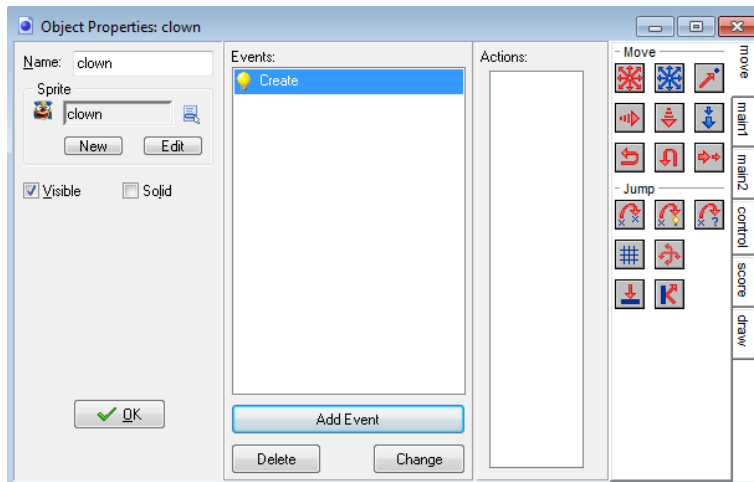 Object Properties: clown
Name: clown
Sprite
clown
New Edit
Visible Solid
OK
Events:
Create
Add Event
Delete Change
Actions:
Move
Jump
move
main1
main2
control
score
draw